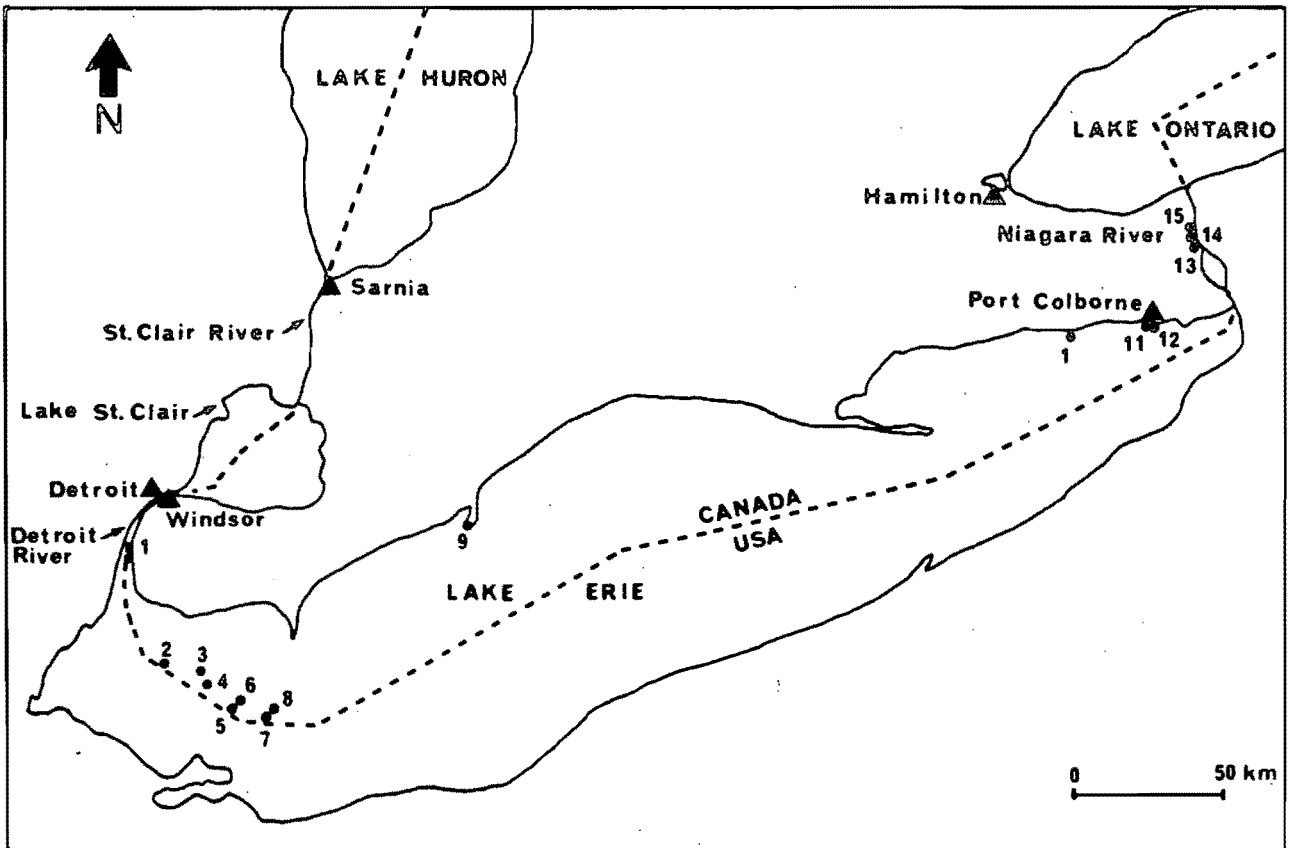 N
LAKE HURON
LAKE ONTARIO
Hamilton
15
Niagara River
14
13
Sarnia
Port Colborne
St.Clair River
11
12
1
Lake St.Clair
Detroit
Windsor
CANADA
USA
Detroit
River
1
9
LAKE ERIE
2
3
4
6
8
5
7
0
50 km